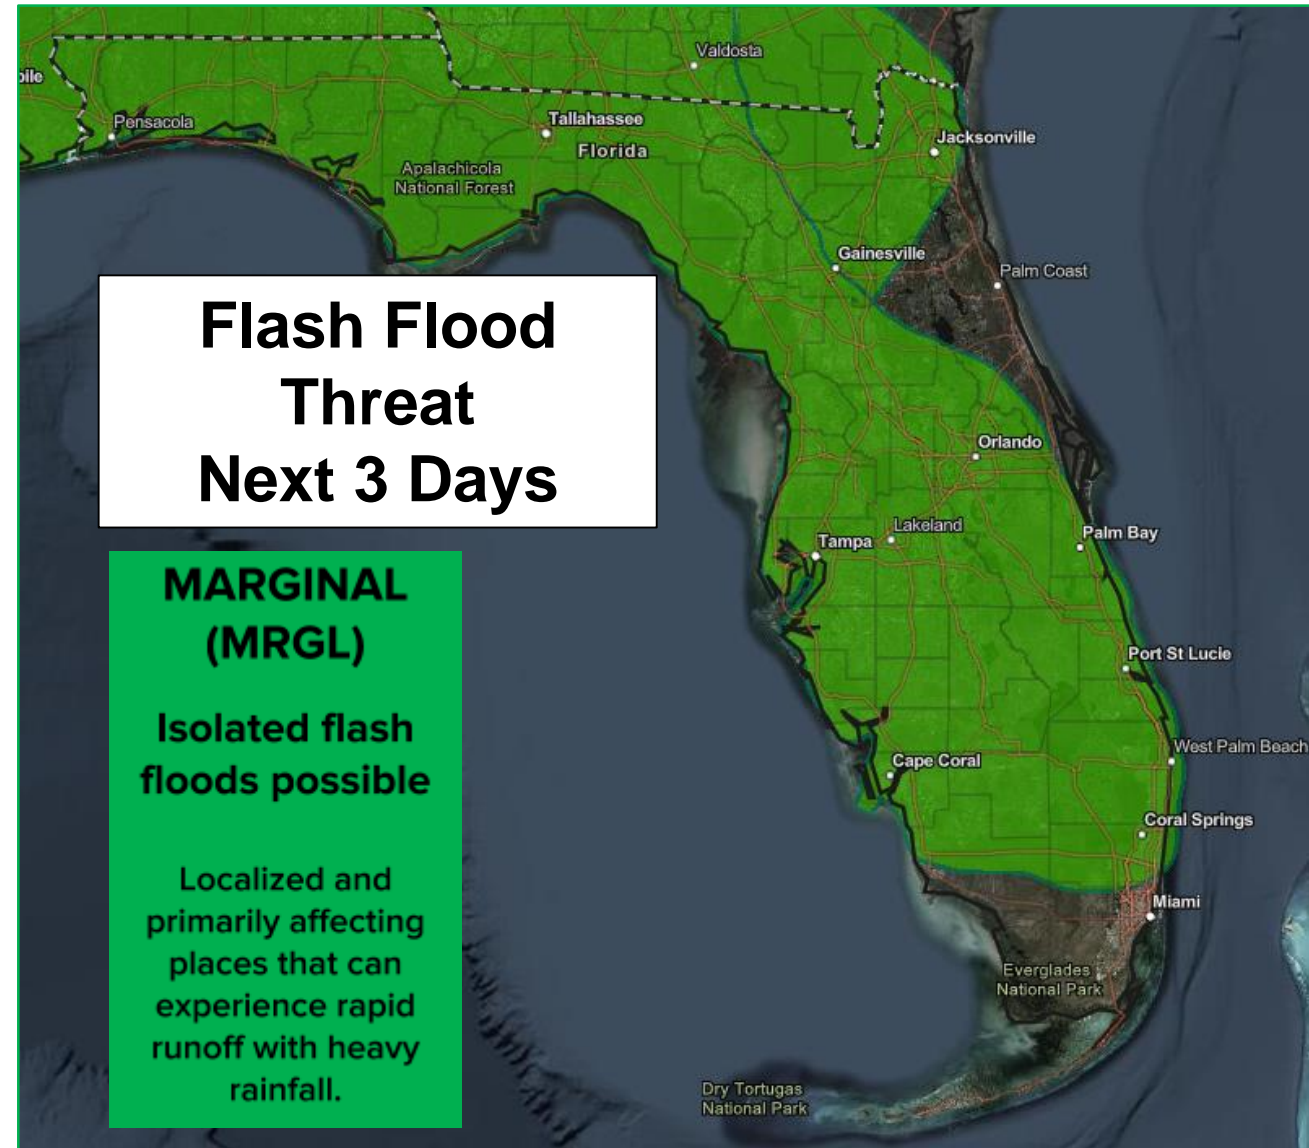 Flash Flood
Threat
Next 3 Days
MARGINAL
(MRGL)
Isolated flash
floods possible
Localized and
primarily affecting
places that can
experience rapid
runoff with heavy
rainfall.
Valdosta
bile
Pensacola
Tallahassee
Florida
Jacksonville
Apalachicola
National Forest
Gainesville
Palm Coast
Orlando
Lakeland
Tampa
Palm Bay
Port St Lucie
West Palm Beach
Cape Coral
Coral Springs
Miami
Everglades
National Park
Dry Tortugas
National Park